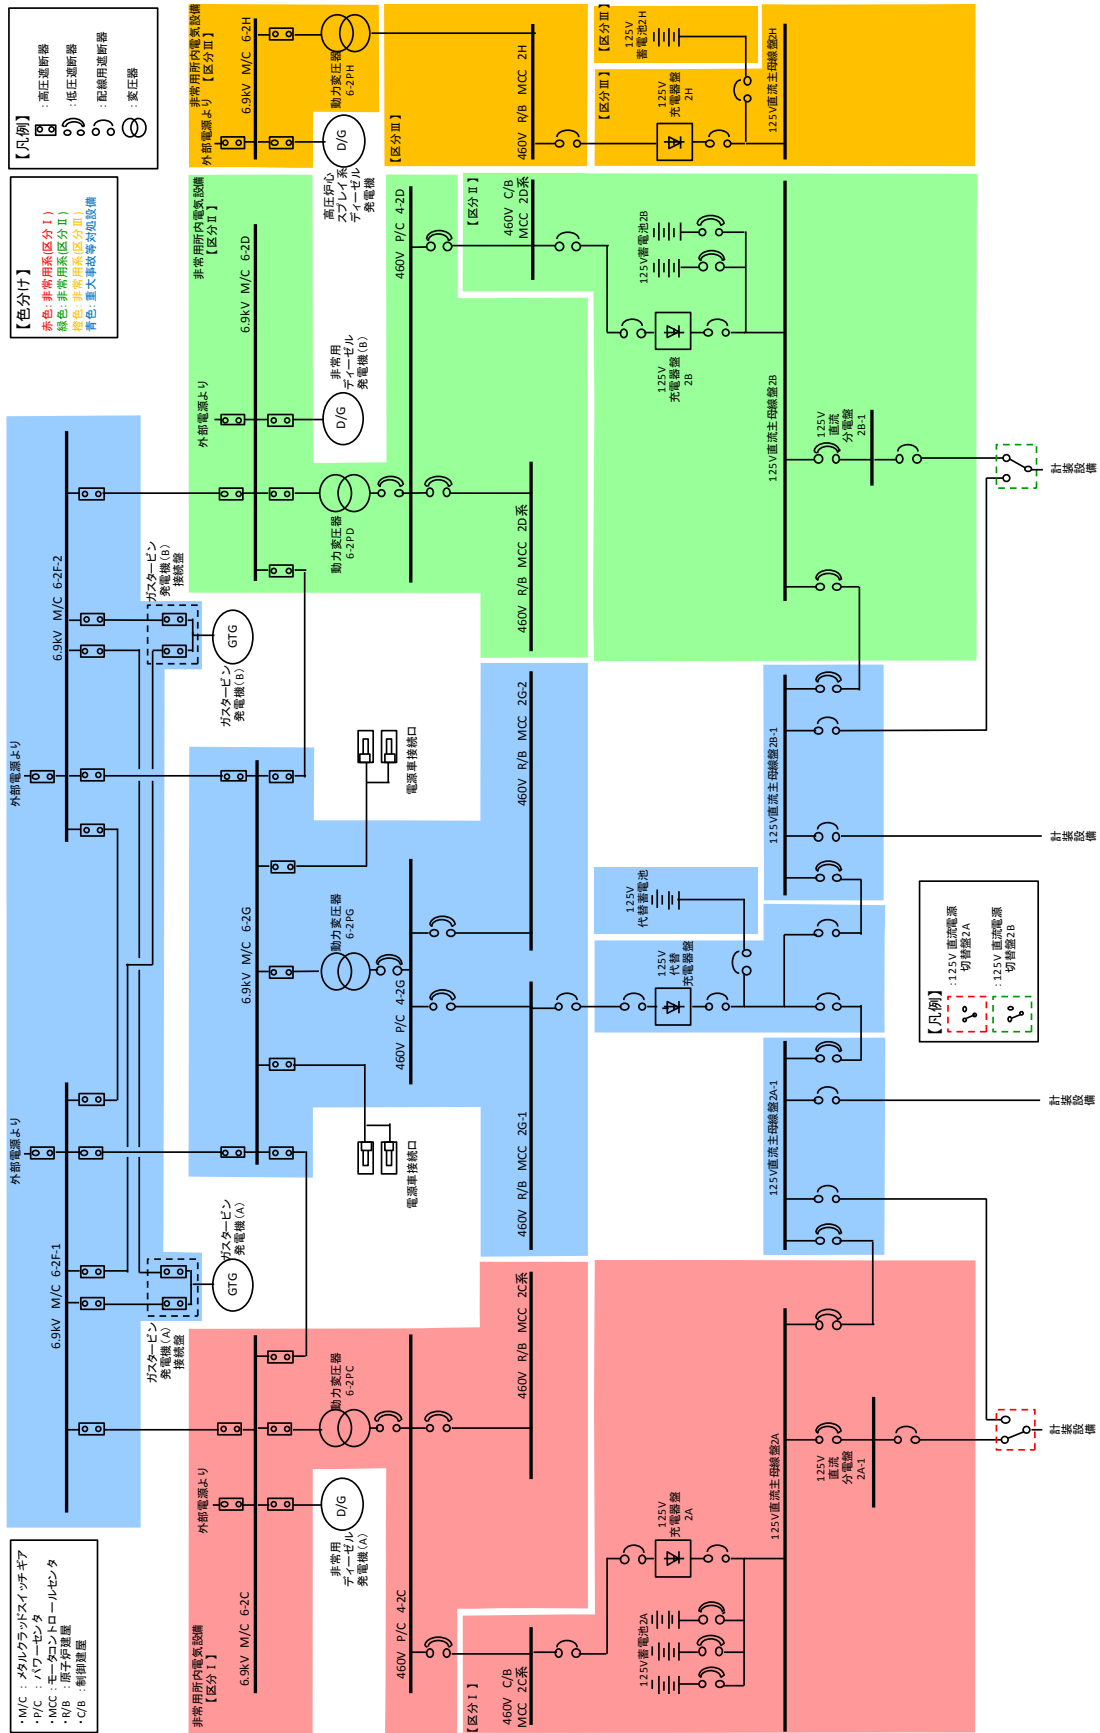 ・M/C : メタルクラッドスイッチギア
・P/C : パワーセンタ
・MCC : モータコントロールセンタ
・R/B : 原子炉建屋
・C/B : 制御建屋
【色分け】
赤色: 非常用系(区分Ⅰ)
緑色: 非常用系(区分Ⅱ)
橙色: 非常用系(区分Ⅲ)
青色: 重大事故等対処設備
【凡例】
: 高圧遮断器
: 低圧遮断器
: 配線用遮断器
: 変圧器
外部電源より
外部電源より
6.9kV M/C 6-2F-1
6.9kV M/C 6-2F-2
ガスタービン
発電機(A)
接続盤
ガスタービン
発電機(B)
接続盤
GTG
ガスタービン
発電機(A)
GTG
ガスタービン
発電機(B)
非常用所内電気設備
【区分Ⅰ】
外部電源より
6.9kV M/C 6-2C
6.9kV M/C 6-2G
非常用所内電気設備
【区分Ⅱ】
外部電源より
6.9kV M/C 6-2D
非常用所内電気設備
【区分Ⅲ】
外部電源より
6.9kV M/C 6-2H
D/G
非常用
ディーゼル
発電機(A)
動力変圧器
6-2PC
動力変圧器
6-2PG
動力変圧器
6-2PD
D/G
非常用
ディーゼル
発電機(B)
D/G
高圧炉心
スプレイ系
ディーゼル
発電機
動力変圧器
6-2PH
電源車接続口
電源車接続口
460V P/C 4-2C
460V P/C 4-2G
460V P/C 4-2D
【区分Ⅲ】
【区分Ⅰ】
460V C/B
MCC 2C系
460V R/B MCC 2C系
460V R/B MCC 2G-1
460V R/B MCC 2G-2
460V R/B MCC 2D系
【区分Ⅱ】
460V C/B
MCC 2D系
460V R/B MCC 2H
125V蓄電池2A
125V
充電器盤
2A
125V
代替
充電器盤
125V
代替蓄電池
125V
充電器盤
2B
125V蓄電池2B
【区分Ⅲ】
125V
充電器盤
2H
【区分Ⅲ】
125V
蓄電池2H
125V直流主母線盤2A
125V直流主母線盤2A-1
125V直流主母線盤2B-1
125V直流主母線盤2B
125V直流主母線盤2H
125V
直流
分電盤
2A-1
125V
直流
分電盤
2B-1
計装
設備
計装
設備
計装
設備
計装
設備
【凡例】
: 125V直流電源
切替盤2A
: 125V直流電源
切替盤2B